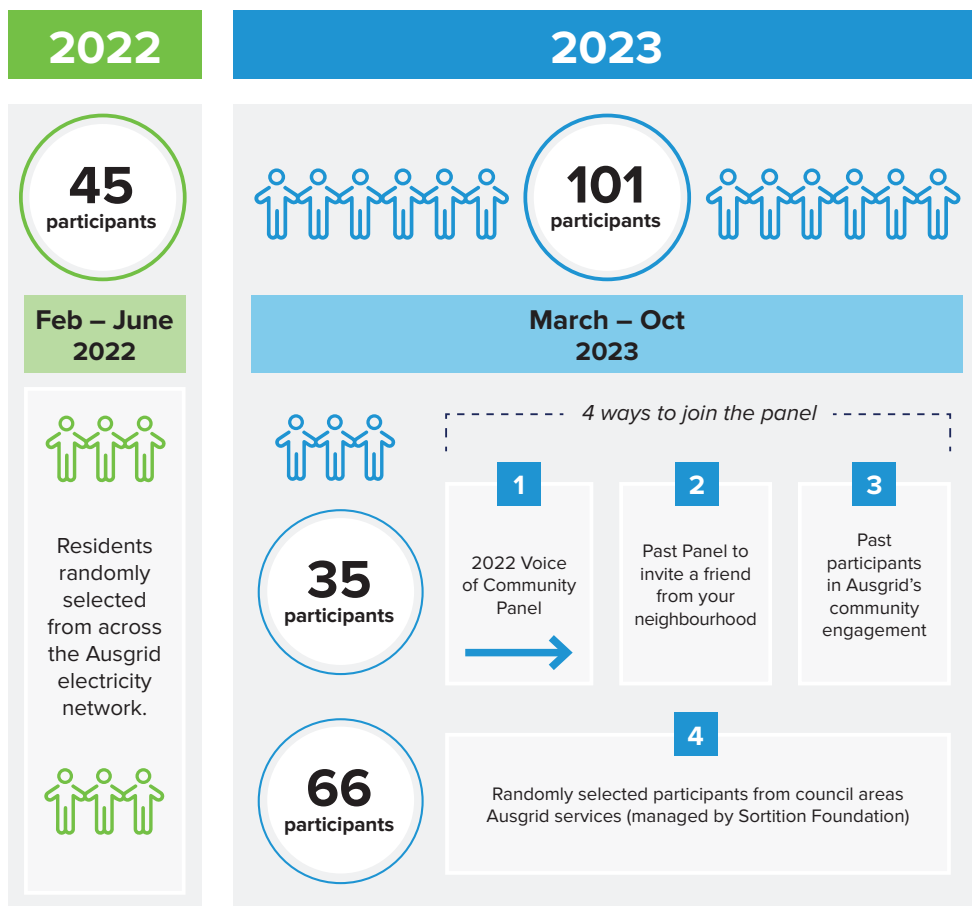 2022
45
participants
Feb – June
2022
Residents
randomly
selected
from across
the Ausgrid
electricity
network.
2023
101
participants
March – Oct
2023
4 ways to join the panel
35
participants
1
2022 Voice
of Community
Panel
2
Past Panel to
invite a friend
from your
neighbourhood
3
Past
participants
in Ausgrid’s
community
engagement
66
participants
4
Randomly selected participants from council areas
Ausgrid services (managed by Sortition Foundation)